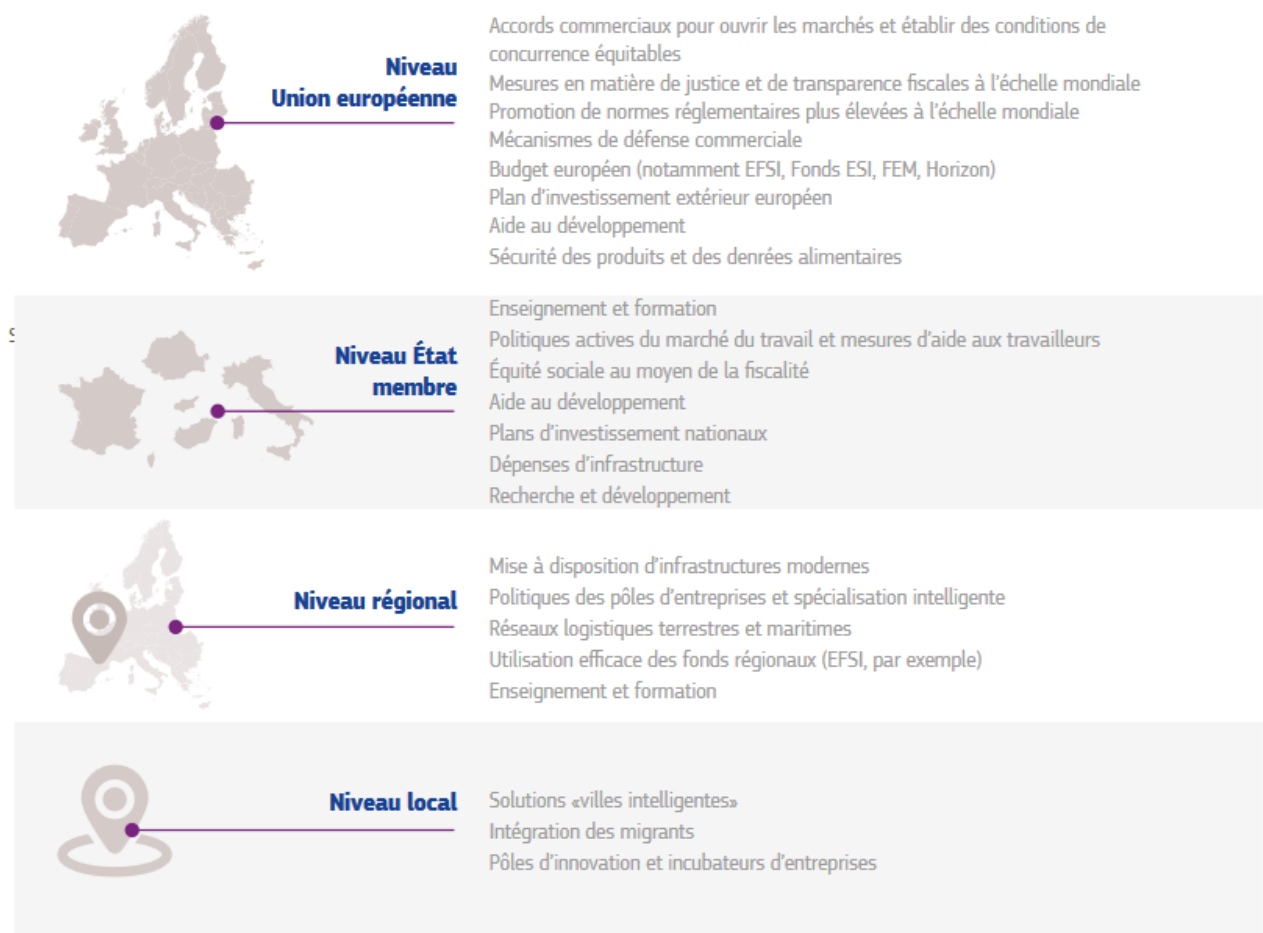 Niveau
Union européenne
Accords commerciaux pour ouvrir les marchés et établir des conditions de
concurrence équitables
Mesures en matière de justice et de transparence fiscales à l'échelle mondiale
Promotion de normes réglementaires plus élevées à l'échelle mondiale
Mécanismes de défense commerciale
Budget européen (notamment EFSI, Fonds ESI, FEM, Horizon)
Plan d'investissement extérieur européen
Aide au développement
Sécurité des produits et des denrées alimentaires
Niveau État
membre
Enseignement et formation
Politiques actives du marché du travail et mesures d'aide aux travailleurs
Équité sociale au moyen de la fiscalité
Aide au développement
Plans d'investissement nationaux
Dépenses d'infrastructure
Recherche et développement
Niveau régional
Mise à disposition d'infrastructures modernes
Politiques des pôles d'entreprises et spécialisation intelligente
Réseaux logistiques terrestres et maritimes
Utilisation efficace des fonds régionaux (EFSI, par exemple)
Enseignement et formation
Niveau local
Solutions «villes intelligentes»
Intégration des migrants
Pôles d'innovation et incubateurs d'entreprises